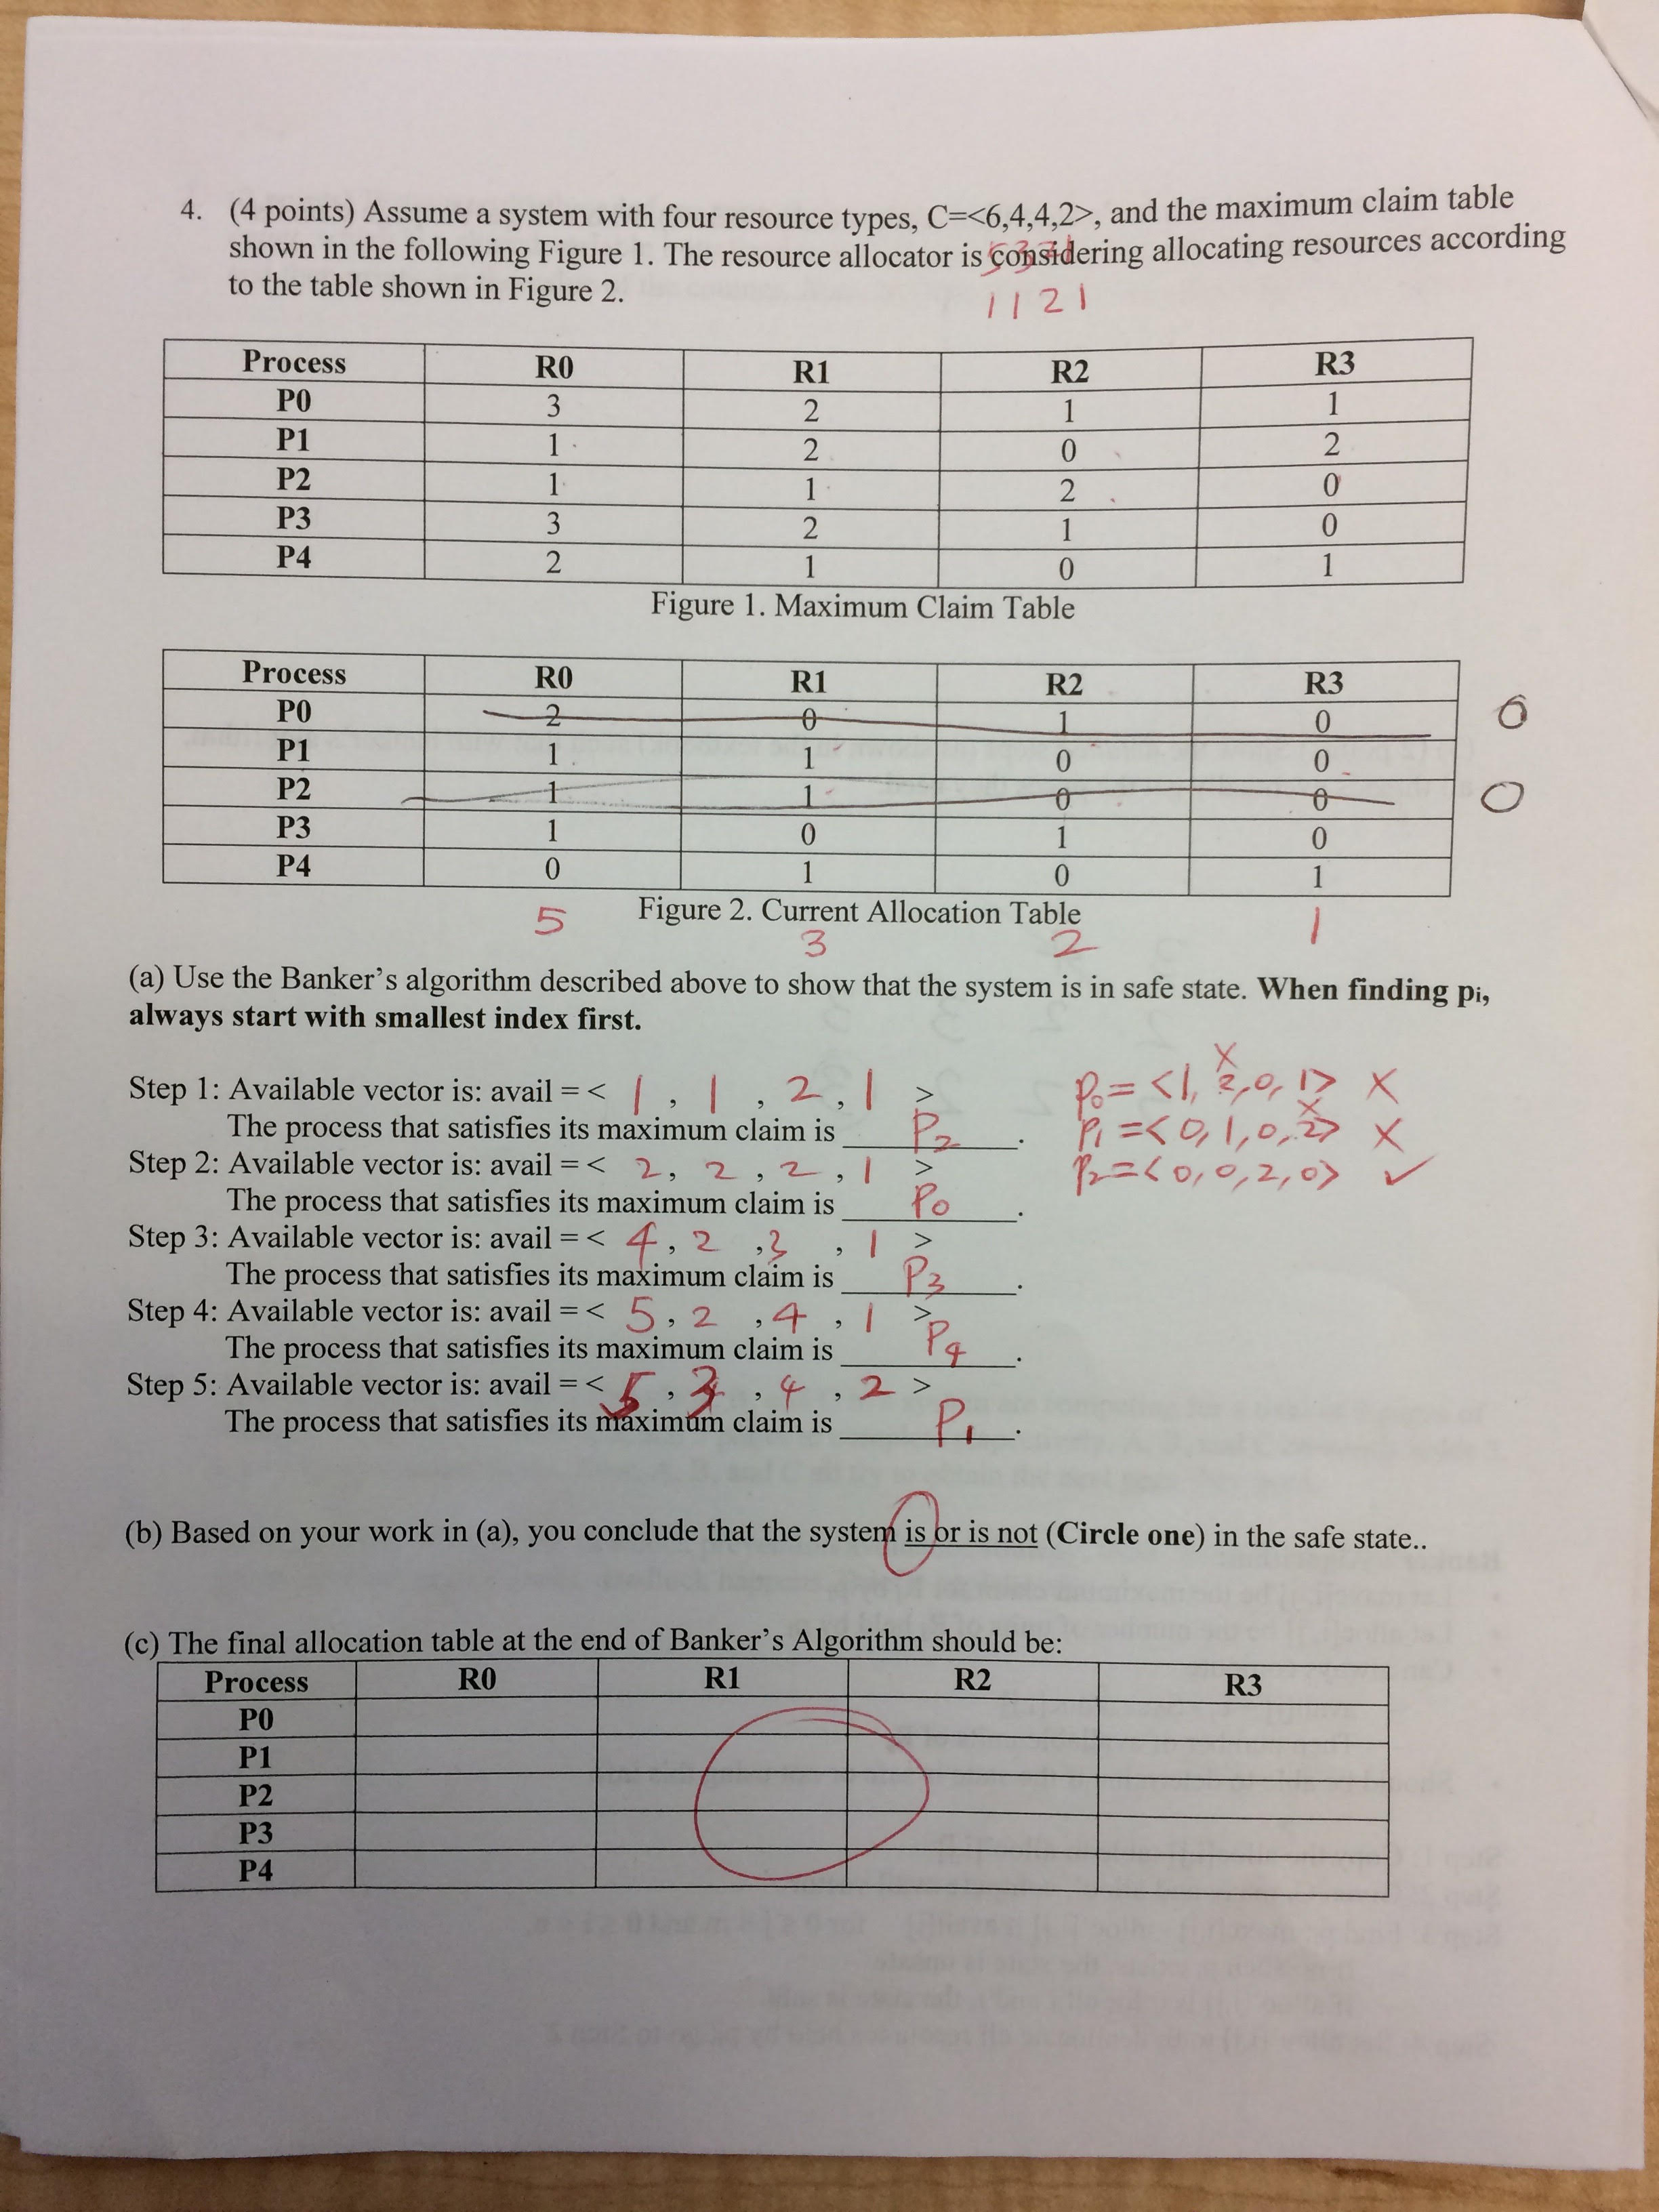 4. (4 points) Assume a system with four resource types, C=<6,4,4,2>, and the maximum claim table
shown in the following Figure 1. The resource allocator is considering allocating resources according
to the table shown in Figure 2.
1 1 2 1
Process R0 R1 R2 R3
P0 3 2 1 1
P1 1 2 0 2
P2 1 1 2 0
P3 3 2 1 0
P4 2 1 0 1
Figure 1. Maximum Claim Table
Process R0 R1 R2 R3
P0 2 0 1 0 0
P1 1 1 0 0
P2 1 1 0 0 0
P3 1 0 1 0
P4 0 1 0 1
Figure 2. Current Allocation Table
5 3 2 1
(a) Use the Banker's algorithm described above to show that the system is in safe state. When finding pi,
always start with smallest index first.
Step 1: Available vector is: avail = < 1 , 1 , 2 , 1 > P0 = <1, 2, 0, 1> X
The process that satisfies its maximum claim is P2. P1 = <0, 1, 0, 2> X
Step 2: Available vector is: avail = < 2 , 2 , 2 , 1 > P2 = <0, 0, 2, 0> ✓
The process that satisfies its maximum claim is P0.
Step 3: Available vector is: avail = < 4 , 2 , 3 , 1 >
The process that satisfies its maximum claim is P3.
Step 4: Available vector is: avail = < 5 , 2 , 4 , 1 >
The process that satisfies its maximum claim is P4.
Step 5: Available vector is: avail = < 5 , 3 , 4 , 2 >
The process that satisfies its maximum claim is P1.
(b) Based on your work in (a), you conclude that the system is or is not (Circle one) in the safe state..
(c) The final allocation table at the end of Banker's Algorithm should be:
Process R0 R1 R2 R3
P0
P1
P2
P3
P4